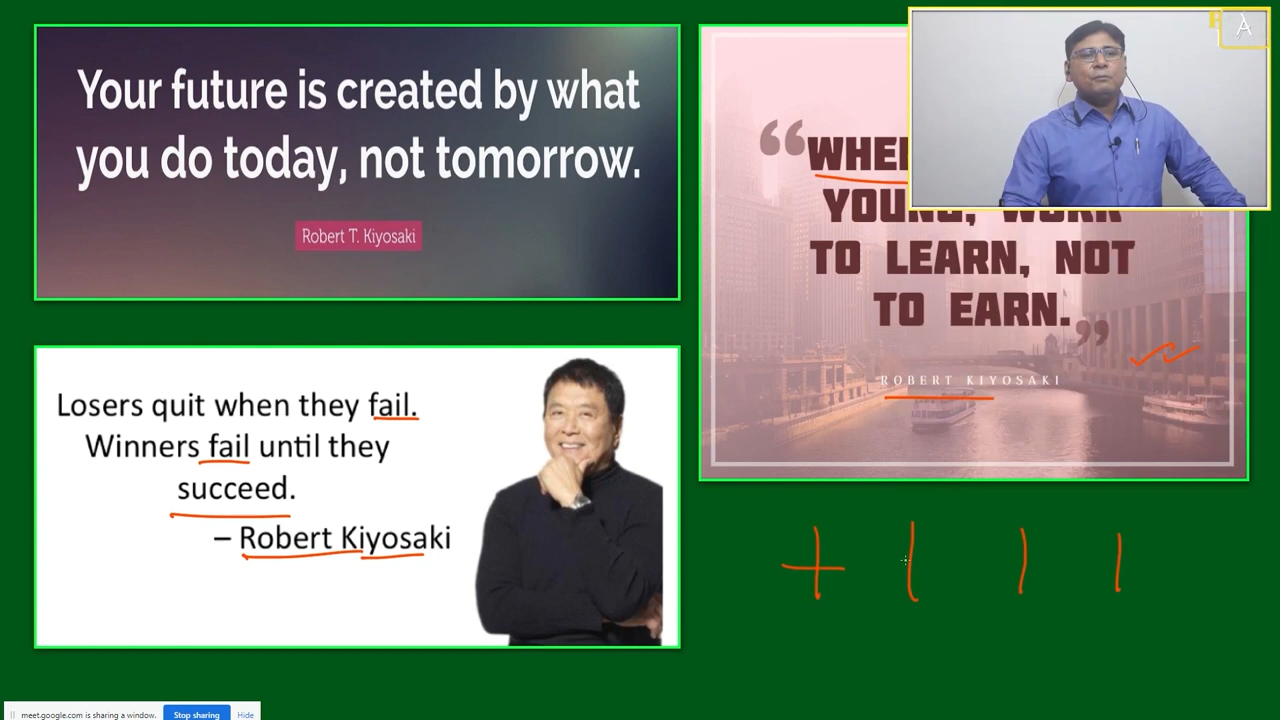 Your future is created by what
you do today, not tomorrow.
Robert T. Kiyosaki
“WHE
YOUNG, WORK
TO LEARN, NOT
TO EARN.”
ROBERT KIYOSAKI
Losers quit when they fail.
Winners fail until they
succeed.
– Robert Kiyosaki
meet.google.com is sharing a window.
Stop sharing
Hide